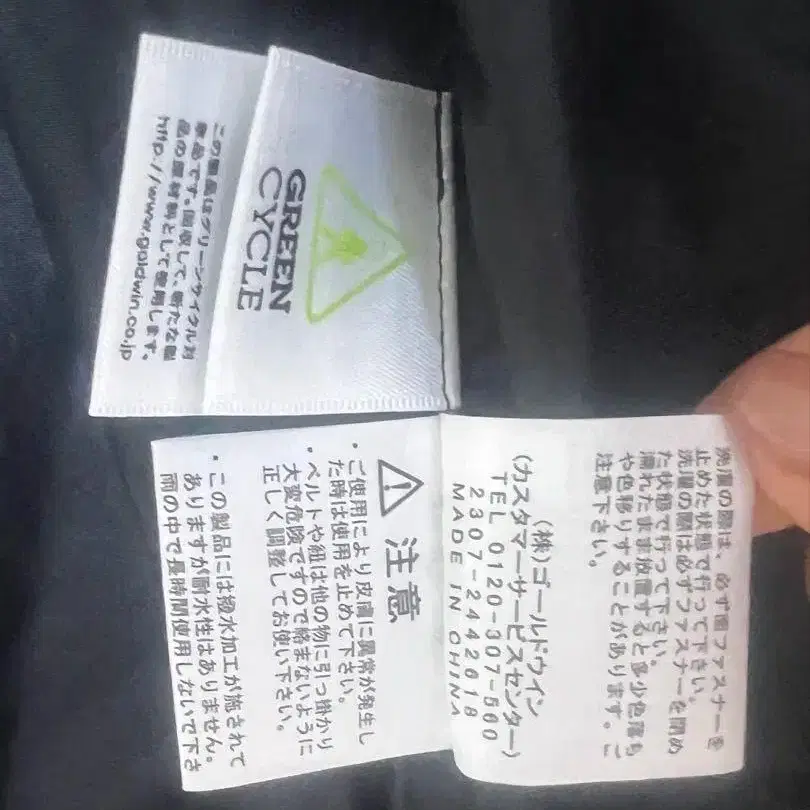 GREEN
CYCLE
この製品はグリーンサイクル対
象品です。回収して、新たな製
品の原材料として使用します。
http://www.goldwin.co.jp
洗濯の際は、必ず面ファスナーを
止めた状態で行って下さい。
洗濯の際は必ずファスナーを閉め
た状態で行って下さい。
濡れたまま放置すると多少色落ち
や色移りすることがあります。ご
注意下さい。
(株)ゴールドウイン
(カスタマーサービスセンター)
TEL 0120-307-560
2307-2442618
MADE IN CHINA
注意
・ご使用により皮膚に異常が発生し
た時は使用を止めて下さい。
・ベルトや紐は他の物に引っ掛かり
大変危険ですので絡まないように
正しく調整してお使い下さい。
・この製品には撥水加工が施されて
ありますが耐水性はありません。
雨の中で長時間使用しないで下さ